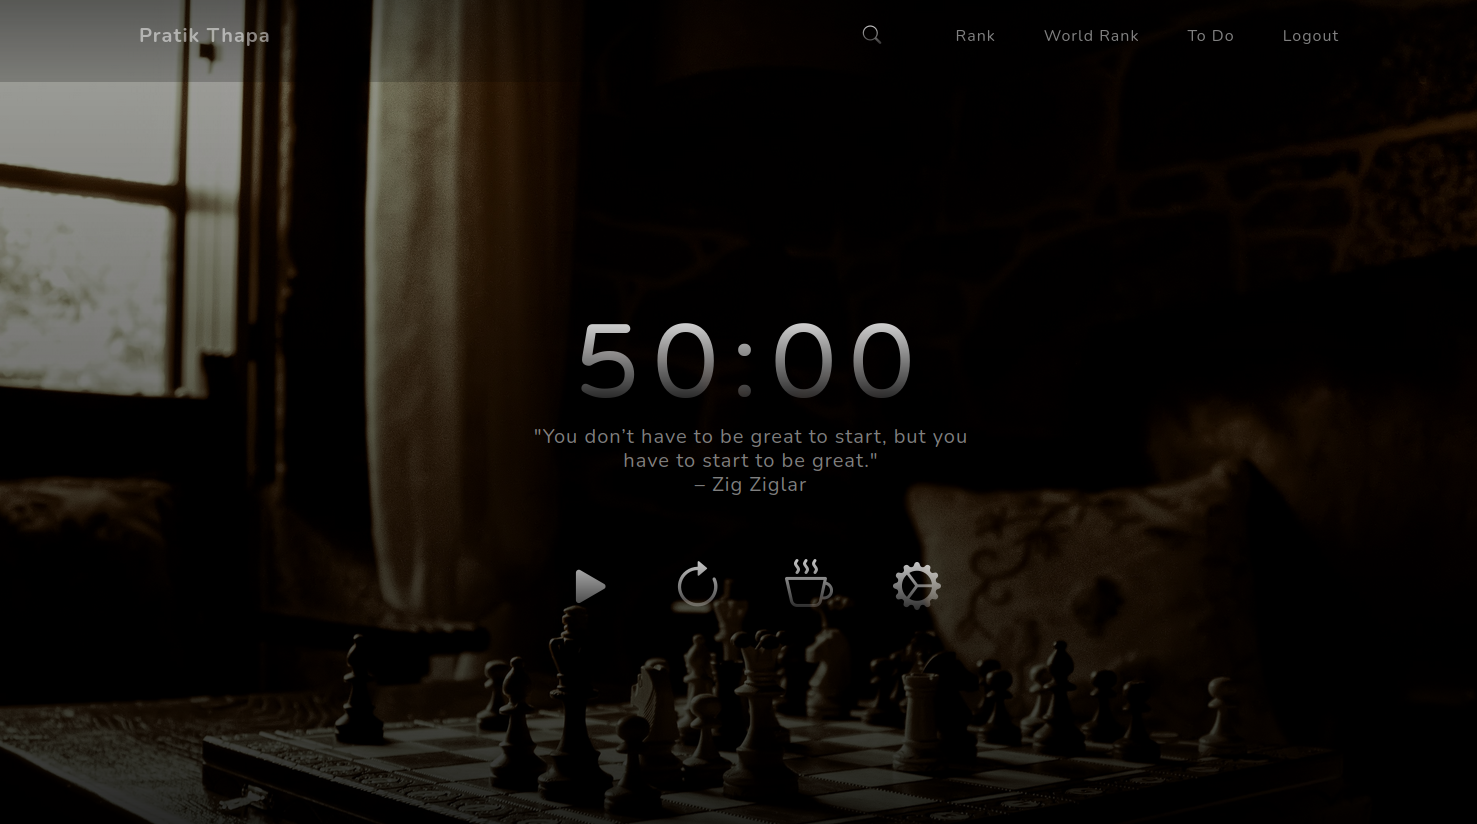 Pratik Thapa
Rank
World Rank
To Do
Logout
50:00
"You don’t have to be great to start, but you
have to start to be great."
– Zig Ziglar